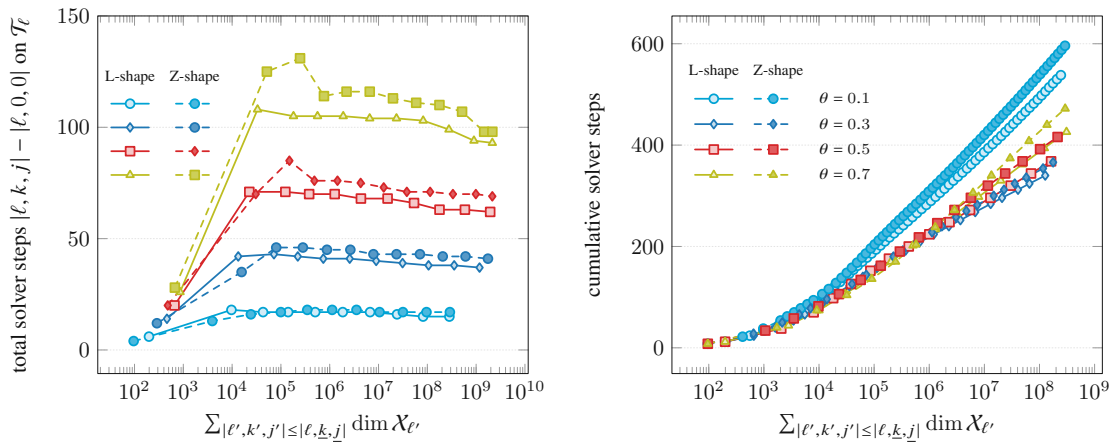 total solver steps |ℓ, k, j| − |ℓ, 0, 0| on 𝒯ℓ
150
100
50
0
L-shape Z-shape
10² 10³ 10⁴ 10⁵ 10⁶ 10⁷ 10⁸ 10⁹ 10¹⁰
∑|ℓ′,k′,j′|≤|ℓ,k̲,j̲| dim 𝒳ℓ′
cumulative solver steps
600
400
200
0
L-shape Z-shape
θ = 0.1
θ = 0.3
θ = 0.5
θ = 0.7
10² 10³ 10⁴ 10⁵ 10⁶ 10⁷ 10⁸ 10⁹
∑|ℓ′,k′,j′|≤|ℓ,k̲,j̲| dim 𝒳ℓ′